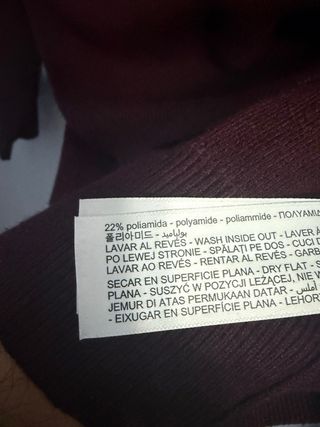 22% poliamida - polyamide - poliammide - ΠΟΛΥΑΜΙΔ
폴리아미드 - بولياميد
LAVAR AL REVÉS - WASH INSIDE OUT - LAVER À
PO LEWEJ STRONIE - SPĂLAȚI PE DOS - CUCI D
LAVAR AO REVÉS - RENTAR AL REVÉS - GARB
SECAR EN SUPERFICIE PLANA - DRY FLAT - S
PLANA - SUSZYĆ W POZYCJI LEŻĄCEJ, NIE W
JEMUR DI ATAS PERMUKAAN DATAR - أملس
- EIXUGAR EN SUPERFÍCIE PLANA - LEHOR